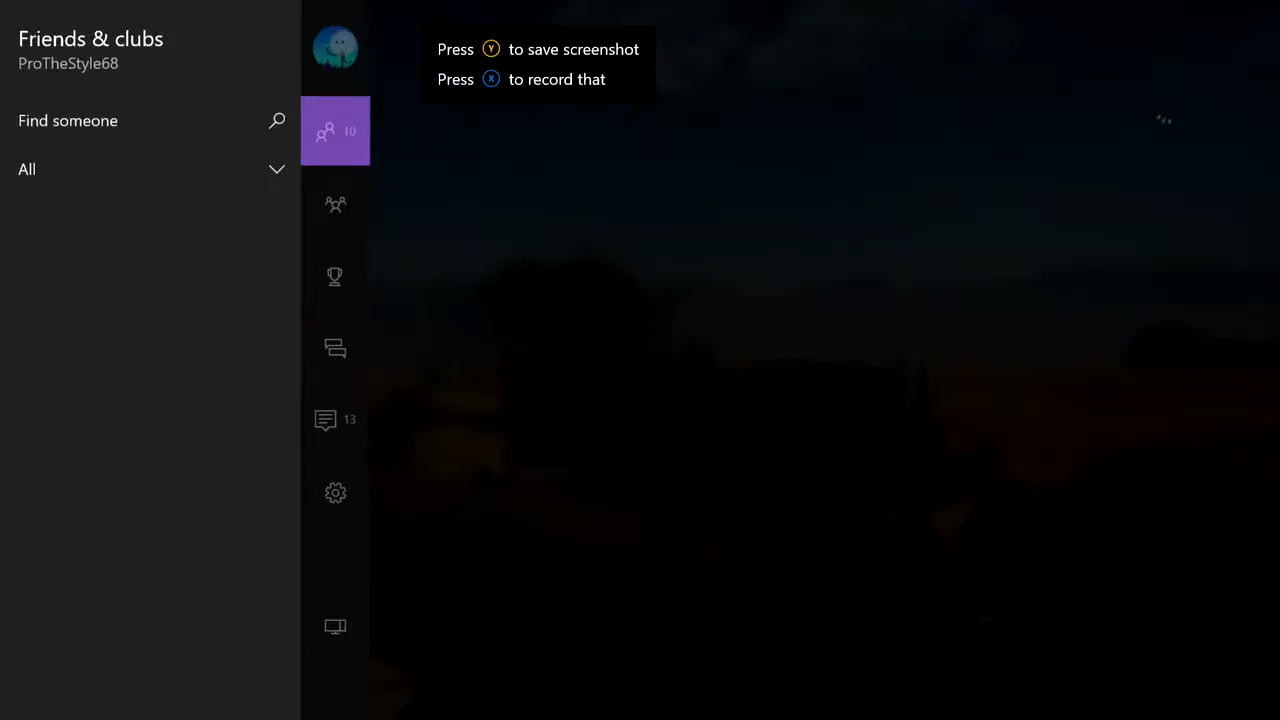 Friends & clubs
ProTheStyle68
Find someone
All
10
13
Press Y to save screenshot
Press X to record that